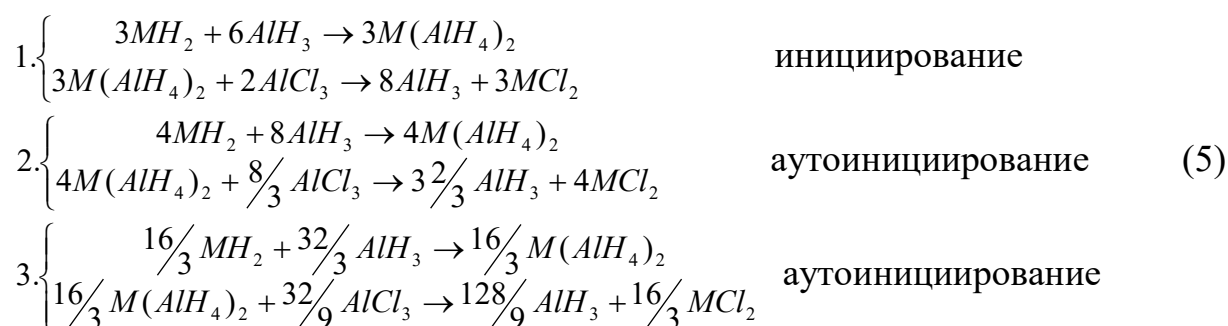 1. 3MH₂ + 6AlH₃ → 3M(AlH₄)₂
3M(AlH₄)₂ + 2AlCl₃ → 8AlH₃ + 3MCl₂ инициирование
2. 4MH₂ + 8AlH₃ → 4M(AlH₄)₂
4M(AlH₄)₂ + 8/3 AlCl₃ → 3 2/3 AlH₃ + 4MCl₂ аутоинициирование (5)
3. 16/3 MH₂ + 32/3 AlH₃ → 16/3 M(AlH₄)₂
16/3 M(AlH₄)₂ + 32/9 AlCl₃ → 128/9 AlH₃ + 16/3 MCl₂ аутоинициирование